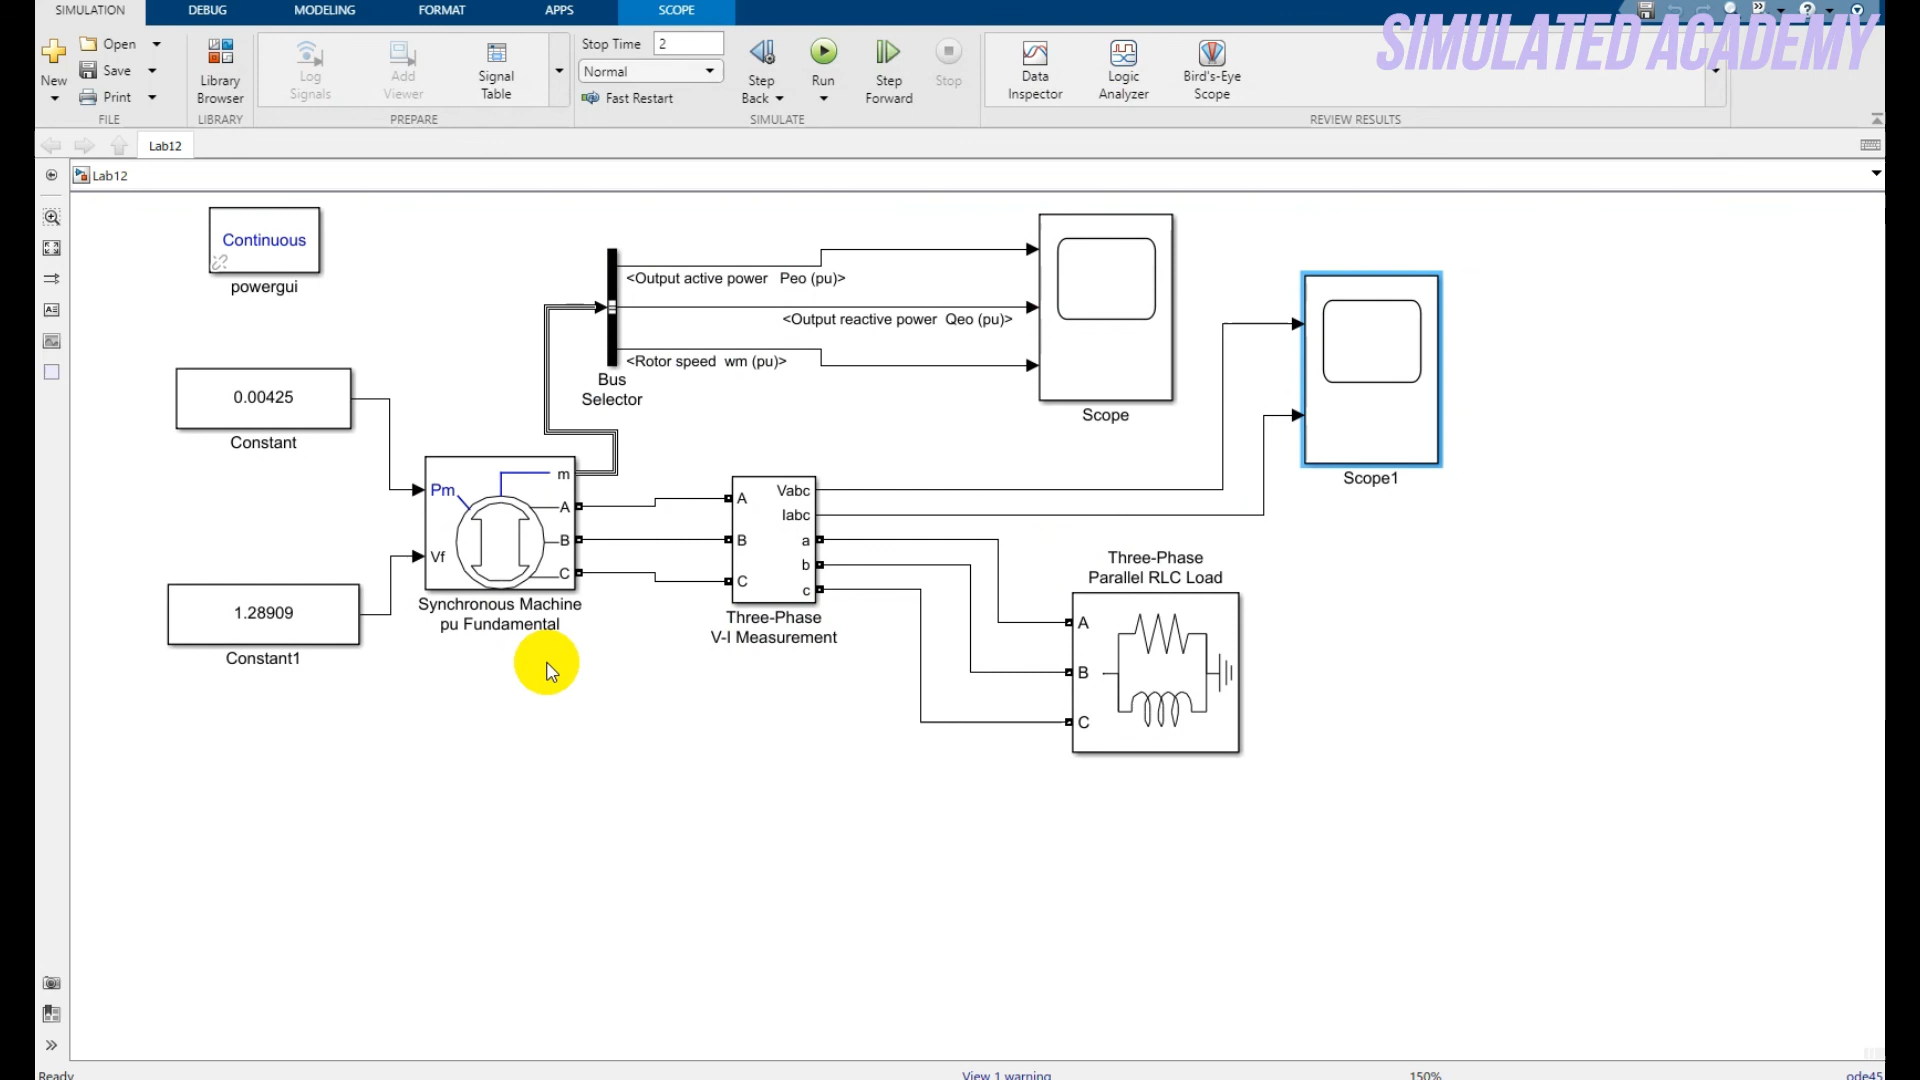 SIMULATION DEBUG MODELING FORMAT APPS SCOPE
SIMULATED ACADEMY
New
Open
Save
Print
FILE
Library
Browser
LIBRARY
Log
Signals
Add
Viewer
Signal
Table
PREPARE
Stop Time 2
Normal
Fast Restart
Step
Back
Run
Step
Forward
Stop
SIMULATE
Data
Inspector
Logic
Analyzer
Bird's-Eye
Scope
REVIEW RESULTS
Lab12
Lab12
Continuous
powergui
<Output active power Peo (pu)>
<Output reactive power Qeo (pu)>
<Rotor speed wm (pu)>
Bus
Selector
Scope
Scope1
0.00425
Constant
1.28909
Constant1
Pm
Vf
m
A
B
C
Synchronous Machine
pu Fundamental
A
B
C
Vabc
Iabc
a
b
c
Three-Phase
V-I Measurement
Three-Phase
Parallel RLC Load
A
B
C
Ready
View 1 warning
150%
ode45